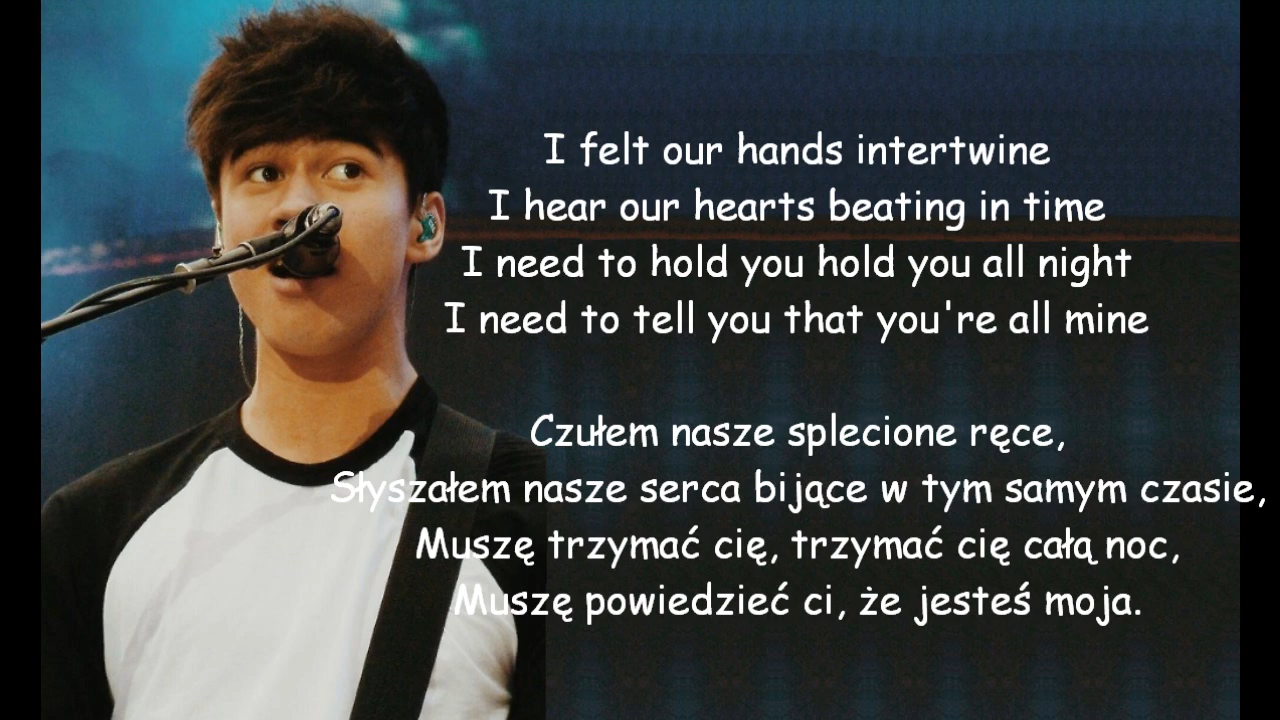 I felt our hands intertwine
I hear our hearts beating in time
I need to hold you hold you all night
I need to tell you that you're all mine
Czułem nasze splecione ręce,
Słyszałem nasze serca bijące w tym samym czasie,
Muszę trzymać cię, trzymać cię całą noc,
Muszę powiedzieć ci, że jesteś moja.